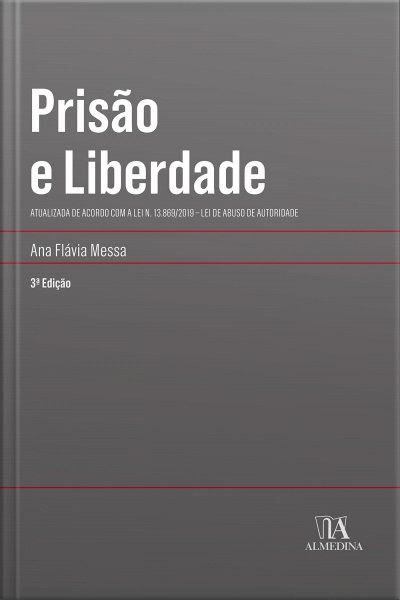 Prisão
e Liberdade
ATUALIZADA DE ACORDO COM A LEI N. 13.869/2019 – LEI DE ABUSO DE AUTORIDADE
Ana Flávia Messa
3ª Edição
ALMEDINA